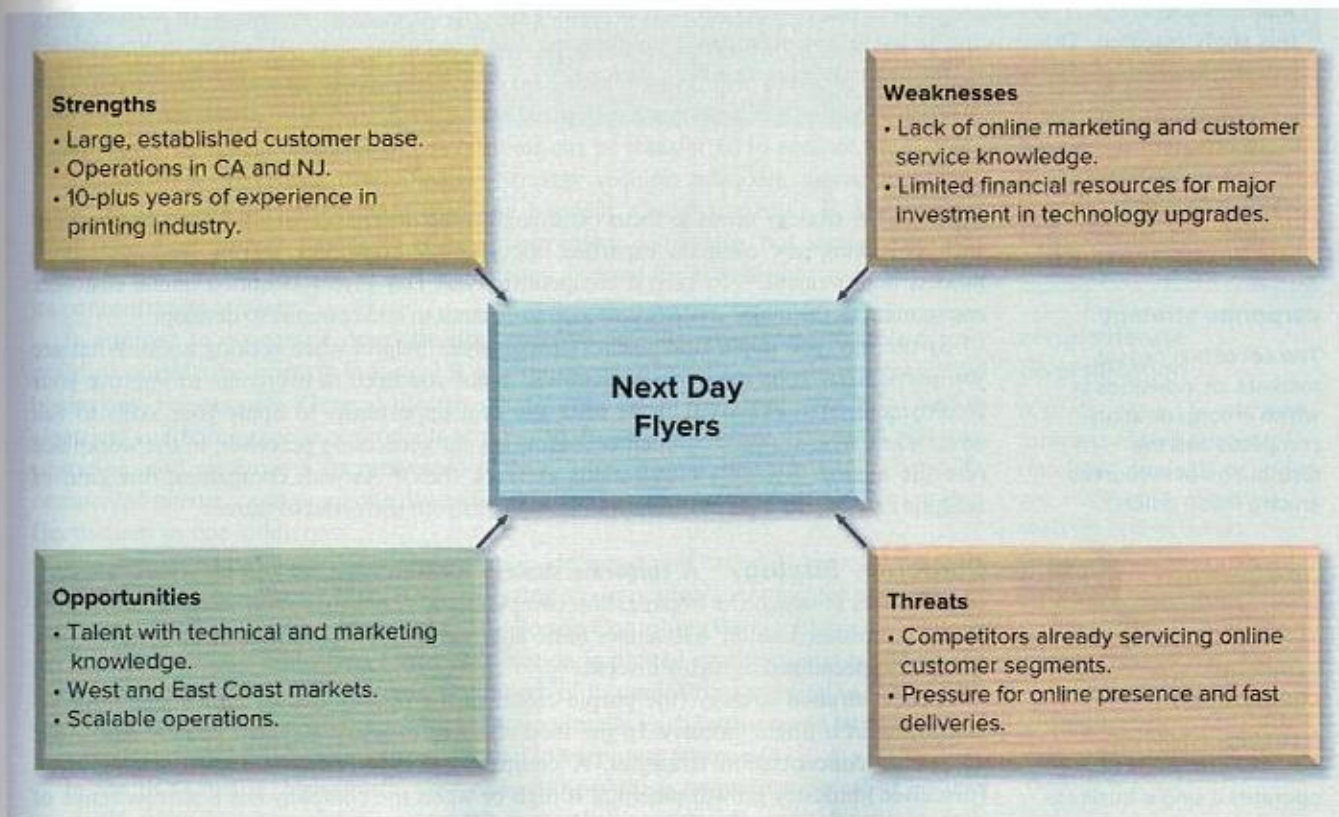 Strengths
• Large, established customer base.
• Operations in CA and NJ.
• 10-plus years of experience in
printing industry.
Weaknesses
• Lack of online marketing and customer
service knowledge.
• Limited financial resources for major
investment in technology upgrades.
Next Day
Flyers
Opportunities
• Talent with technical and marketing
knowledge.
• West and East Coast markets.
• Scalable operations.
Threats
• Competitors already servicing online
customer segments.
• Pressure for online presence and fast
deliveries.